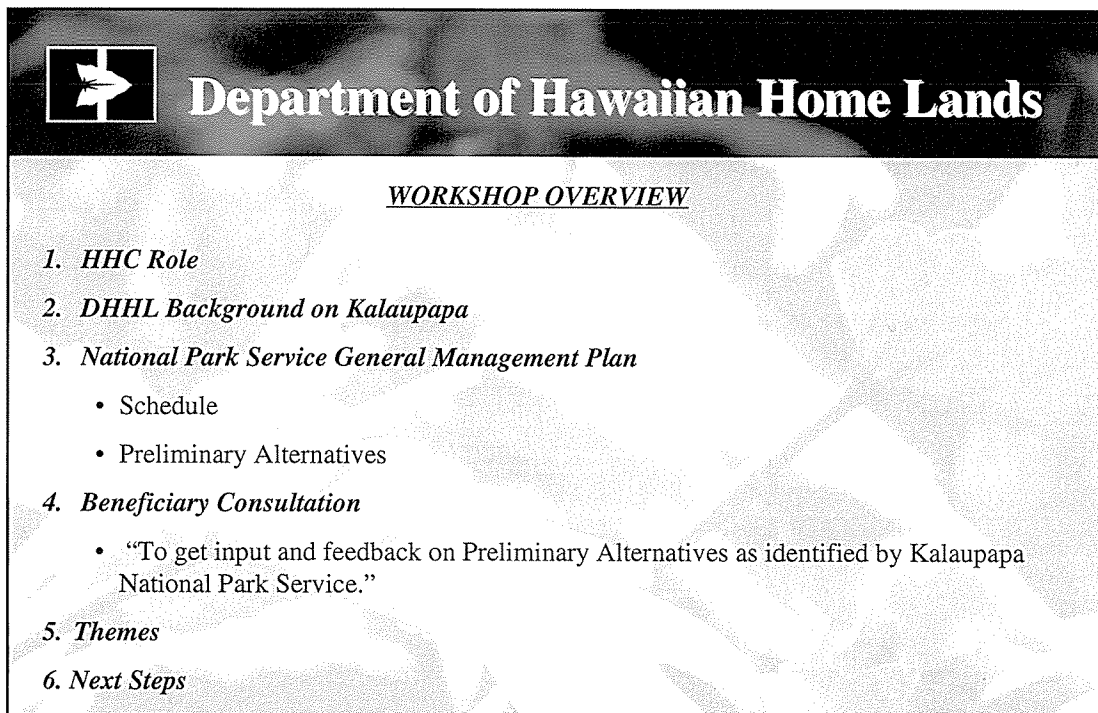 Department of Hawaiian Home Lands
WORKSHOP OVERVIEW
1. HHC Role
2. DHHL Background on Kalaupapa
3. National Park Service General Management Plan
• Schedule
• Preliminary Alternatives
4. Beneficiary Consultation
• “To get input and feedback on Preliminary Alternatives as identified by Kalaupapa
National Park Service.”
5. Themes
6. Next Steps